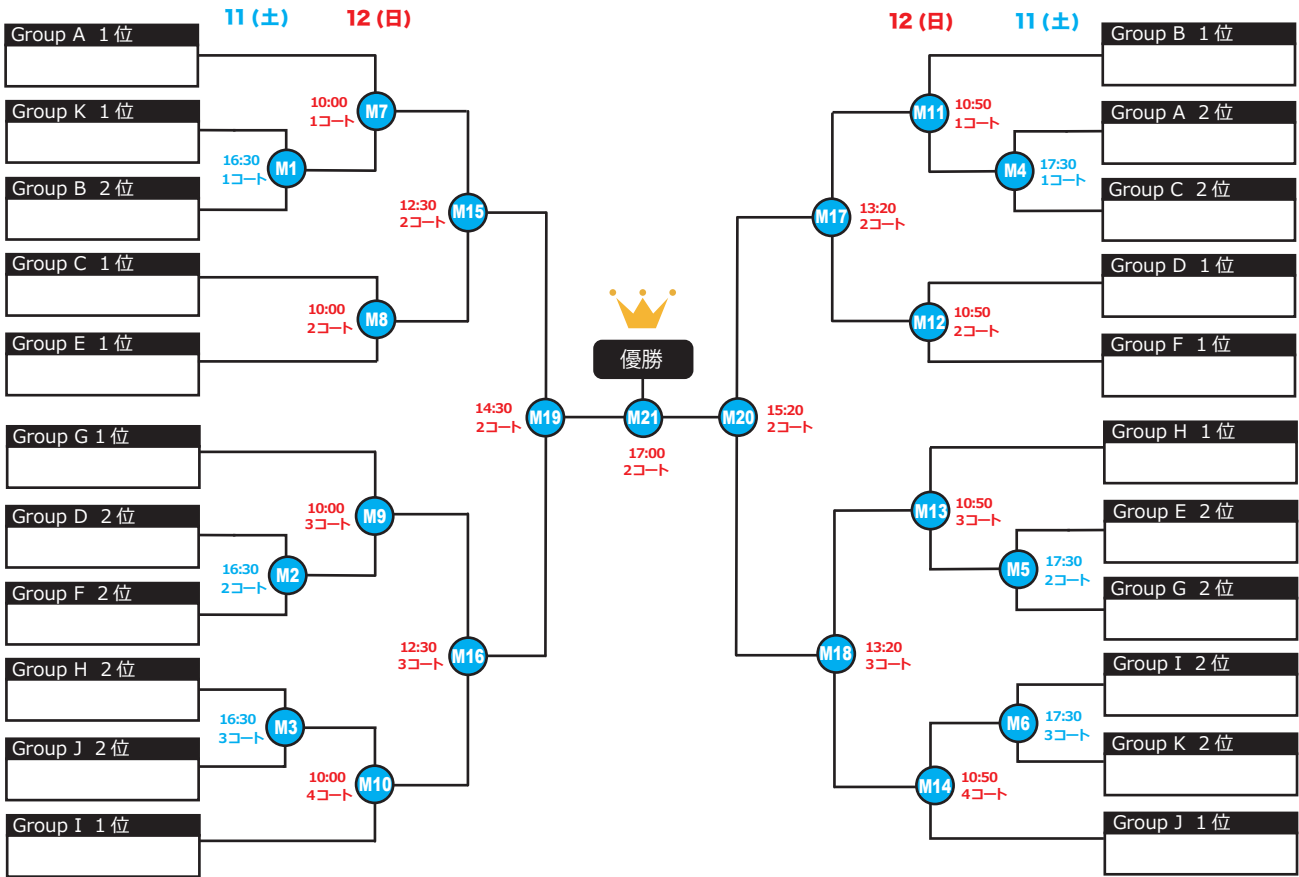 11 (土)
12 (日)
12 (日)
11 (土)
Group A 1位
Group K 1位
Group B 2位
Group C 1位
Group E 1位
Group G 1位
Group D 2位
Group F 2位
Group H 2位
Group J 2位
Group I 1位
16:30
1コート
M1
16:30
2コート
M2
16:30
3コート
M3
10:00
1コート
M7
10:00
2コート
M8
10:00
3コート
M9
10:00
4コート
M10
12:30
2コート
M15
12:30
3コート
M16
14:30
2コート
M19
優勝
M21
17:00
2コート
M20
15:20
2コート
M17
13:20
2コート
M18
13:20
3コート
M11
10:50
1コート
M12
10:50
2コート
M13
10:50
3コート
M14
10:50
4コート
M4
17:30
1コート
M5
17:30
2コート
M6
17:30
3コート
Group B 1位
Group A 2位
Group C 2位
Group D 1位
Group F 1位
Group H 1位
Group E 2位
Group G 2位
Group I 2位
Group K 2位
Group J 1位